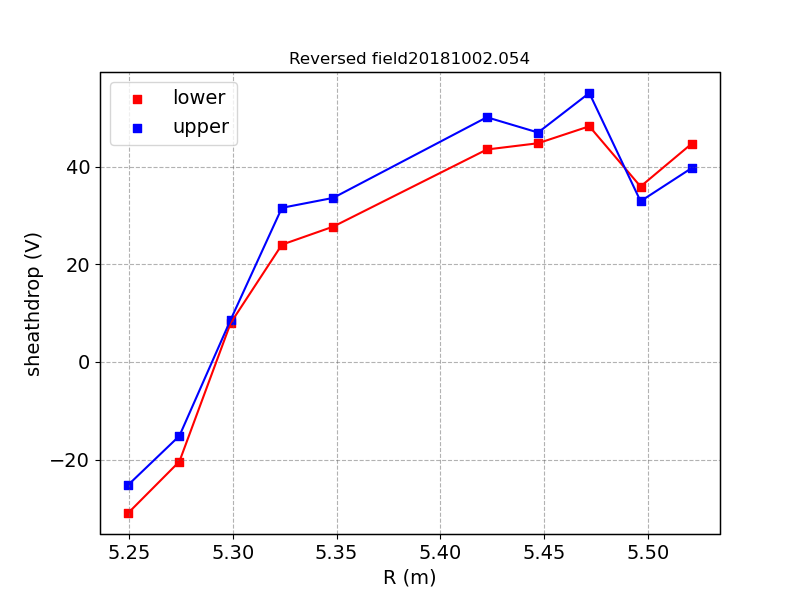 Reversed field20181002.054
lower
upper
40
20
0
−20
sheathdrop (V)
5.25 5.30 5.35 5.40 5.45 5.50
R (m)